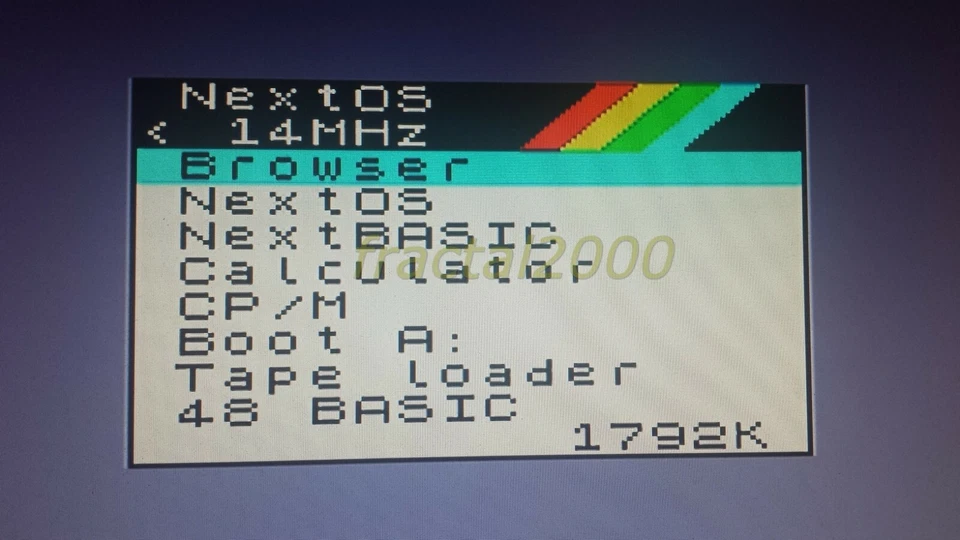 NextOS
< 14MHz
Browser
NextOS
NextBASIC
fractal2000
Calculator
CP/M
Boot A:
Tape Loader
48 BASIC
1792K